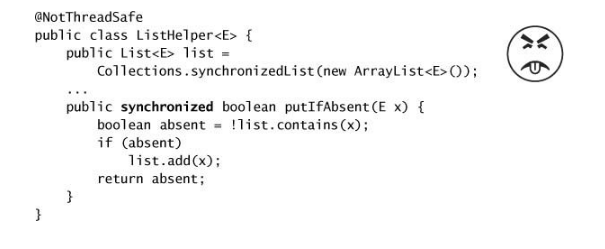 @NotThreadSafe
public class ListHelper<E> {
    public List<E> list =
        Collections.synchronizedList(new ArrayList<E>());
    ...
    public synchronized boolean putIfAbsent(E x) {
        boolean absent = !list.contains(x);
        if (absent)
            list.add(x);
        return absent;
    }
}